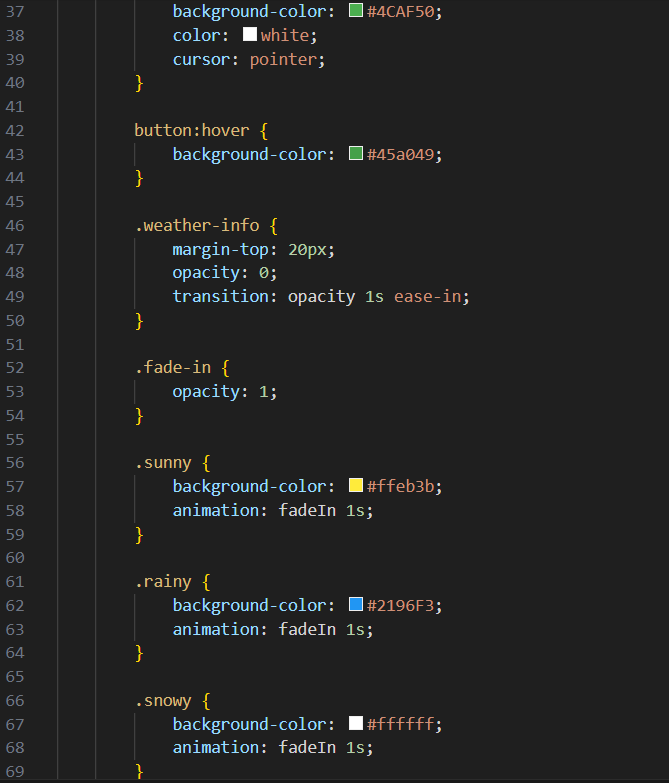 37 background-color: #4CAF50;
38 color: white;
39 cursor: pointer;
40 }
41
42 button:hover {
43 background-color: #45a049;
44 }
45
46 .weather-info {
47 margin-top: 20px;
48 opacity: 0;
49 transition: opacity 1s ease-in;
50 }
51
52 .fade-in {
53 opacity: 1;
54 }
55
56 .sunny {
57 background-color: #ffeb3b;
58 animation: fadeIn 1s;
59 }
60
61 .rainy {
62 background-color: #2196F3;
63 animation: fadeIn 1s;
64 }
65
66 .snowy {
67 background-color: #ffffff;
68 animation: fadeIn 1s;
69 }